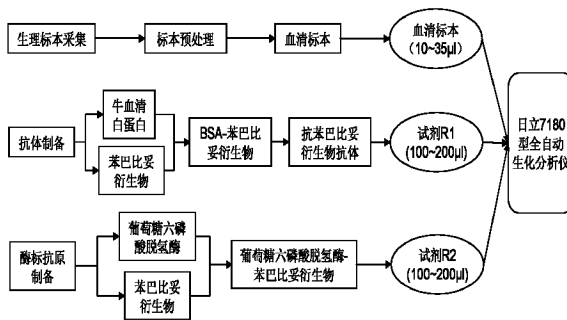 生理标本采集
标本预处理
血清标本
血清标本
(10~35μl)
抗体制备
牛血清
白蛋白
苯巴比妥
衍生物
BSA-苯巴比
妥衍生物
抗苯巴比妥
衍生物抗体
试剂R1
(100~200μl)
日立7180
型全自动
生化分析仪
酶标抗原
制备
葡萄糖六磷
酸脱氢酶
苯巴比妥
衍生物
葡萄糖六磷酸脱氢酶-
苯巴比妥衍生物
试剂R2
(100~200μl)